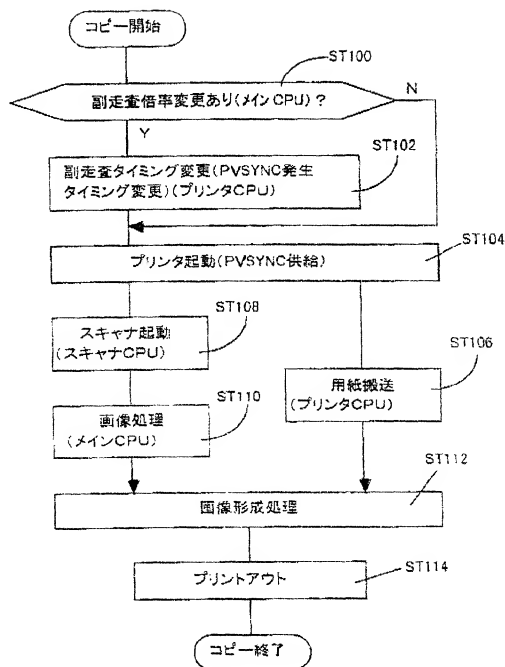 コピー開始
ST100
副走査倍率変更あり(メインCPU)?
N
Y
ST102
副走査タイミング変更(PVSYNC発生
タイミング変更)(プリンタCPU)
ST104
プリンタ起動(PVSYNC供給)
ST108
スキャナ起動
(スキャナCPU)
ST106
用紙搬送
(プリンタCPU)
ST110
画像処理
(メインCPU)
ST112
画像形成処理
プリントアウト
ST114
コピー終了